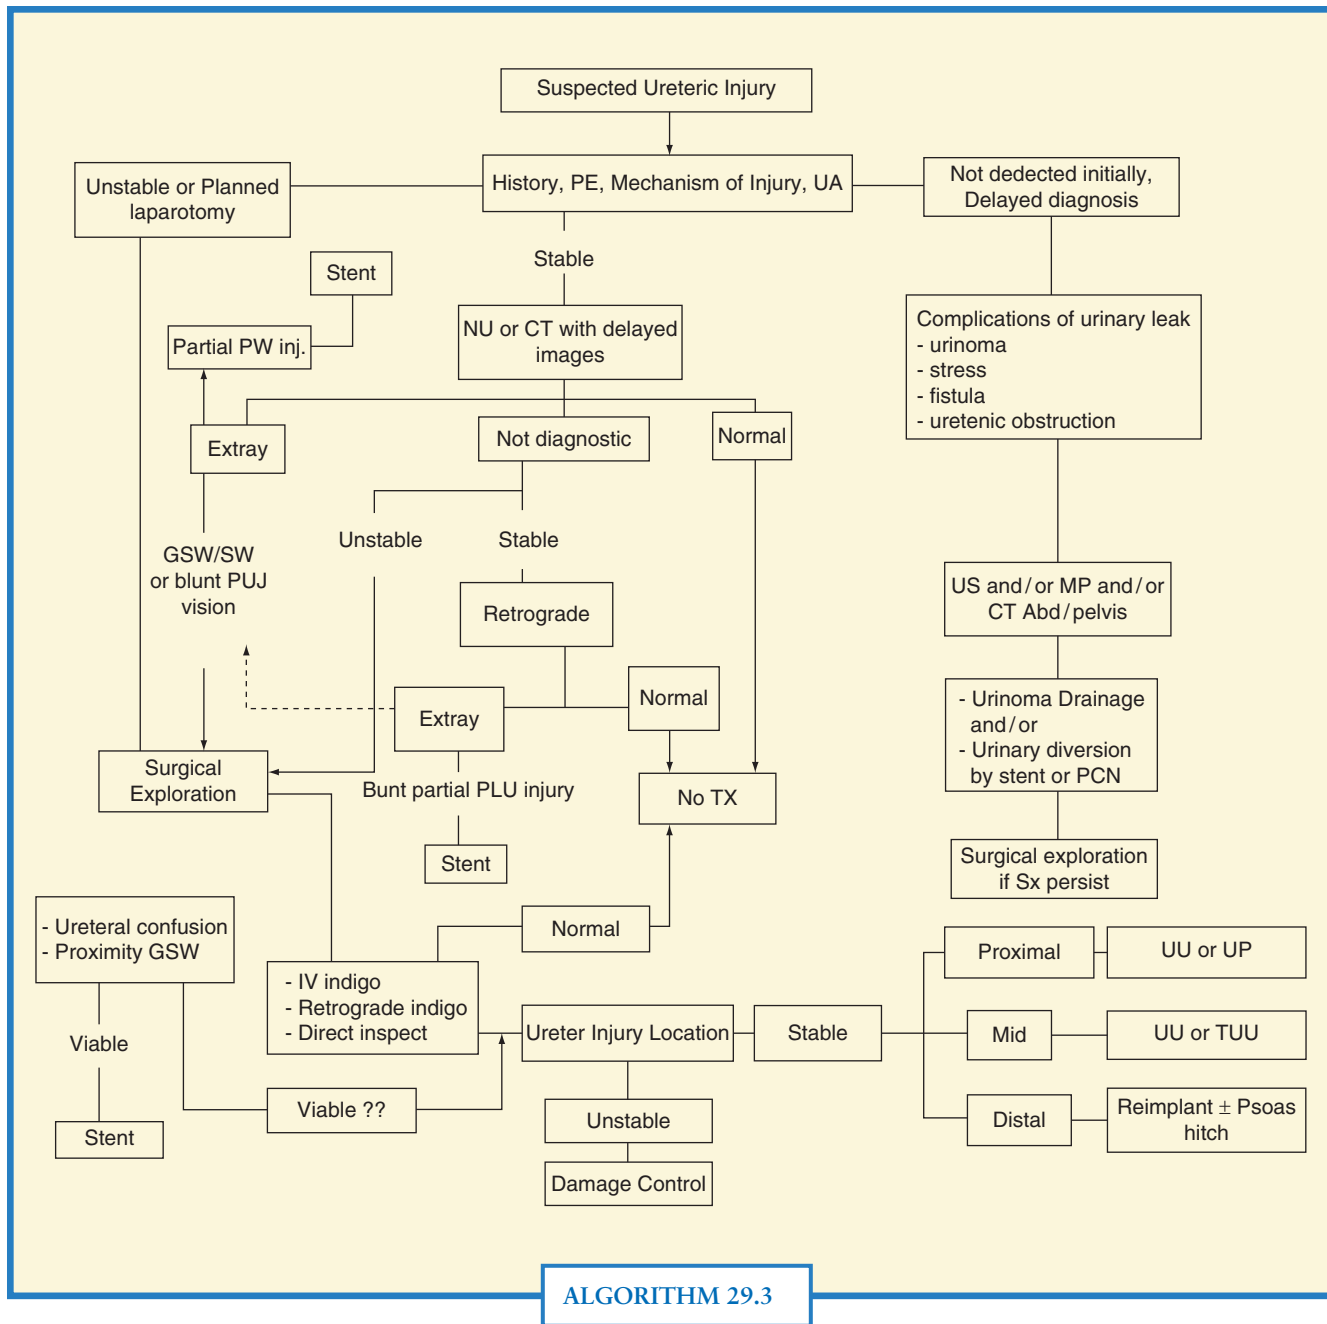 Suspected Ureteric Injury
Unstable or Planned
laparotomy
History, PE, Mechanism of Injury, UA
Not dedected initially,
Delayed diagnosis
Stable
Stent
NU or CT with delayed
images
Partial PW inj.
Complications of urinary leak
- urinoma
- stress
- fistula
- uretenic obstruction
Extray
Not diagnostic
Normal
GSW/SW
or blunt PUJ
vision
Unstable
Stable
Retrograde
US and/or MP and/or
CT Abd/pelvis
Extray
Normal
- Urinoma Drainage
and/or
- Urinary diversion
by stent or PCN
Surgical
Exploration
Bunt partial PLU injury
No TX
Stent
Surgical exploration
if Sx persist
- Ureteral confusion
- Proximity GSW
Normal
- IV indigo
- Retrograde indigo
- Direct inspect
Viable
Stent
Viable ??
Ureter Injury Location
Stable
Unstable
Damage Control
Proximal
UU or UP
Mid
UU or TUU
Distal
Reimplant ± Psoas
hitch
ALGORITHM 29.3